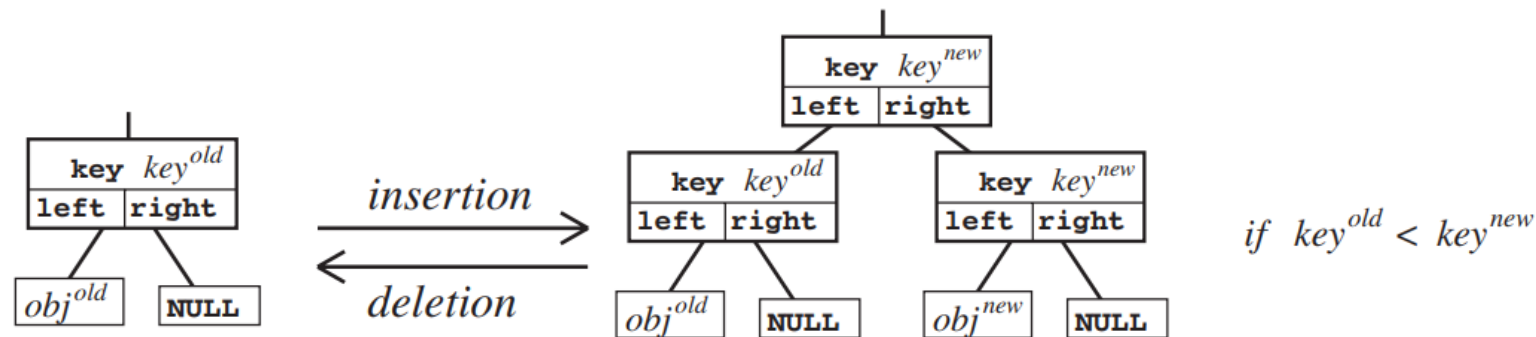 key key^old
left right
obj^old NULL
insertion
deletion
key key^new
left right
key key^old
left right
obj^old NULL
key key^new
left right
obj^new NULL
if key^old < key^new